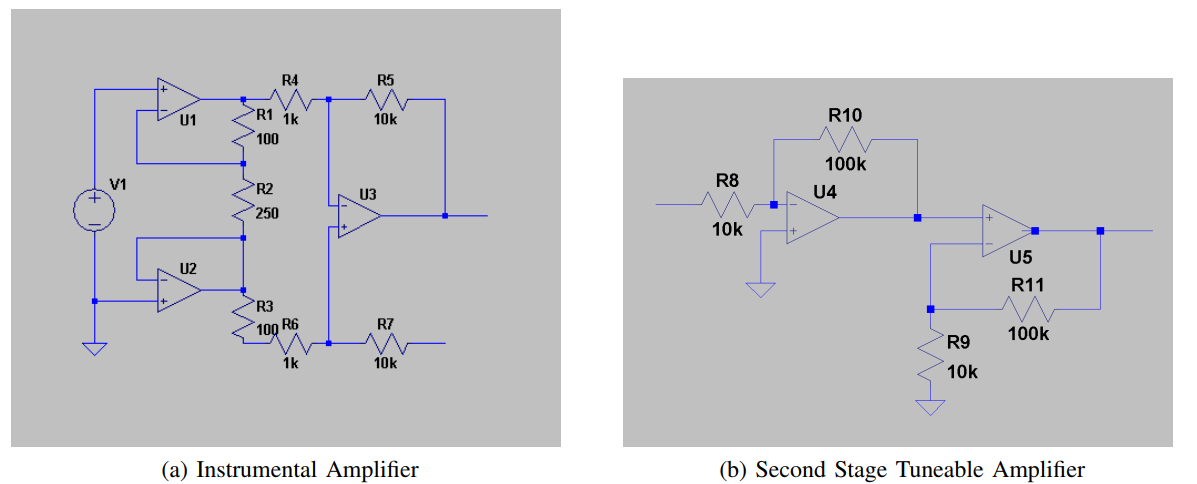 R4
R5
+
U1
R1
1k
10k
−
100
V1
R2
+
U3
250
−
−
+
U2
−
+
R3
100
R6
R7
1k
10k
(a) Instrumental Amplifier
R10
100k
R8
U4
−
10k
+
+
−
U5
R11
R9
100k
10k
(b) Second Stage Tuneable Amplifier